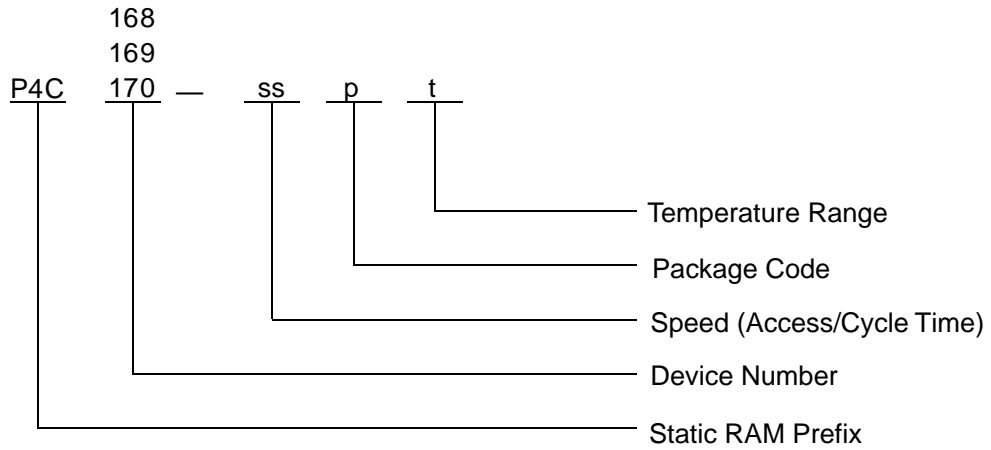 168
169
P4C 170 — ss p t
Temperature Range
Package Code
Speed (Access/Cycle Time)
Device Number
Static RAM Prefix